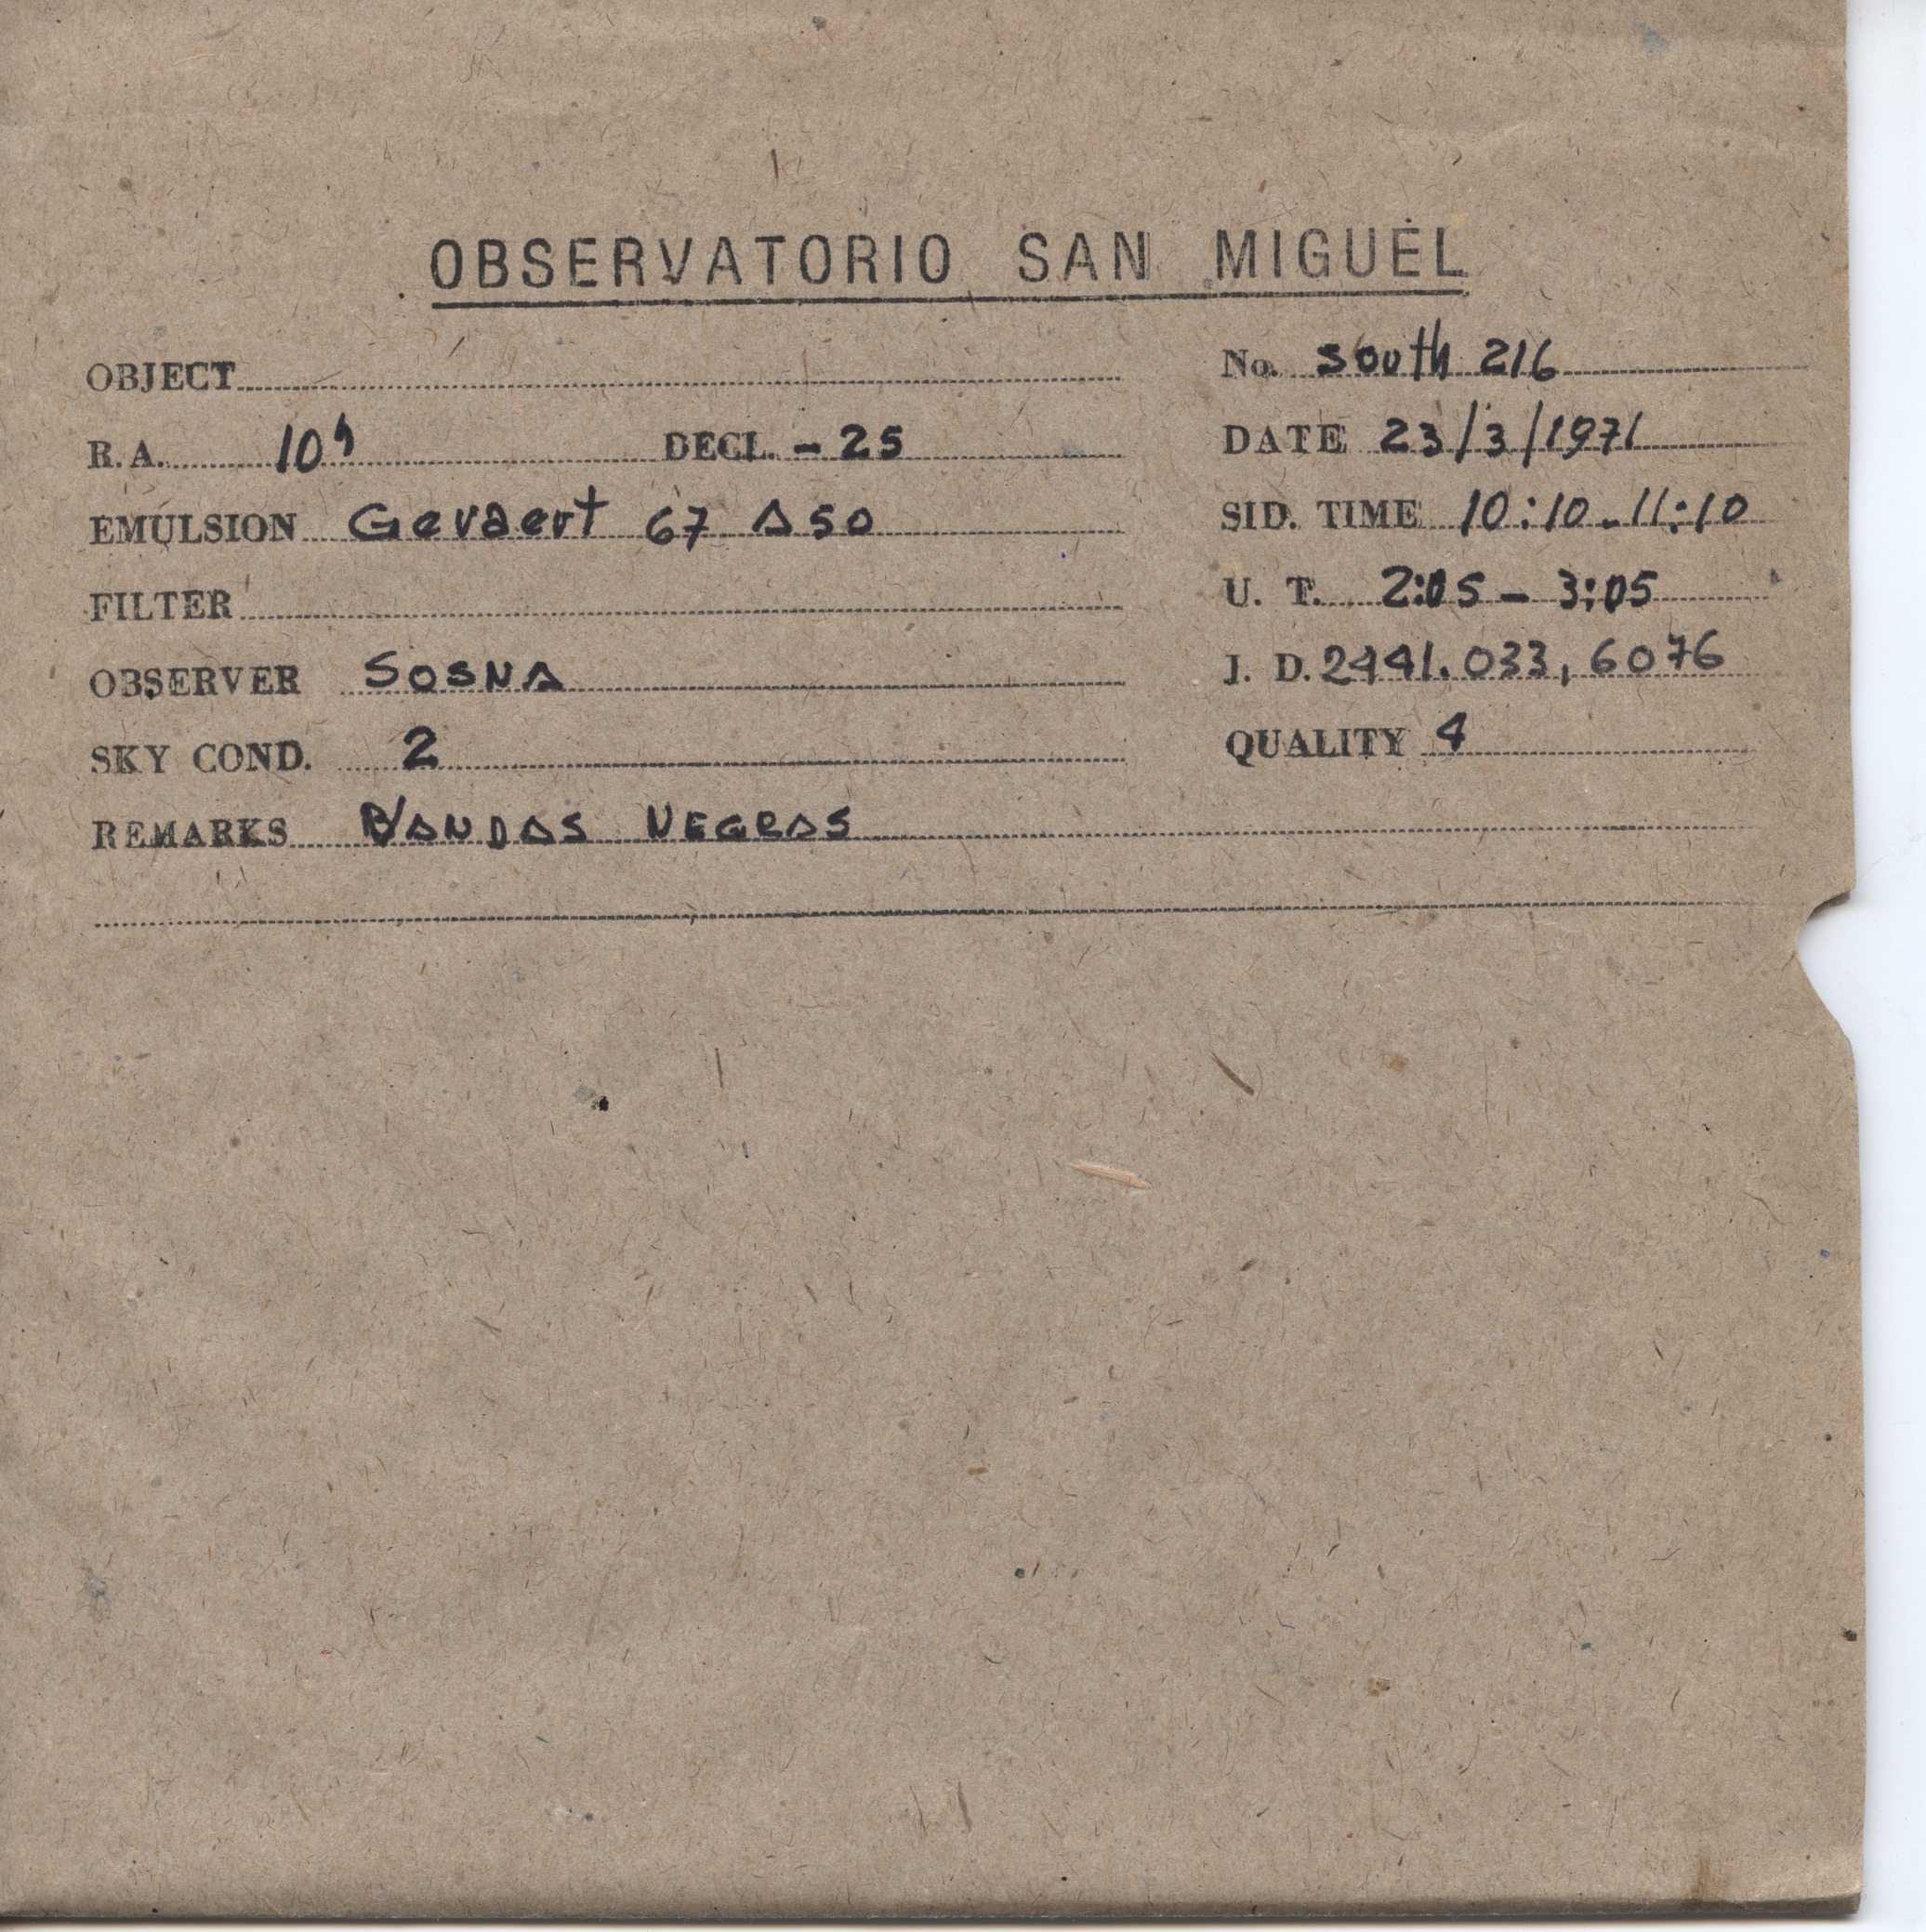 OBSERVATORIO SAN MIGUEL
OBJECT
No. South 216
R.A. 10h DECL. -25
DATE 23/3/1971
EMULSION Gevaert 67 A50
SID. TIME 10:10-11:10
FILTER
U. T. 2:05 - 3:05
OBSERVER SOSNA
J. D. 2441.033,6076
SKY COND. 2
QUALITY 4
REMARKS BANDAS NEGRAS